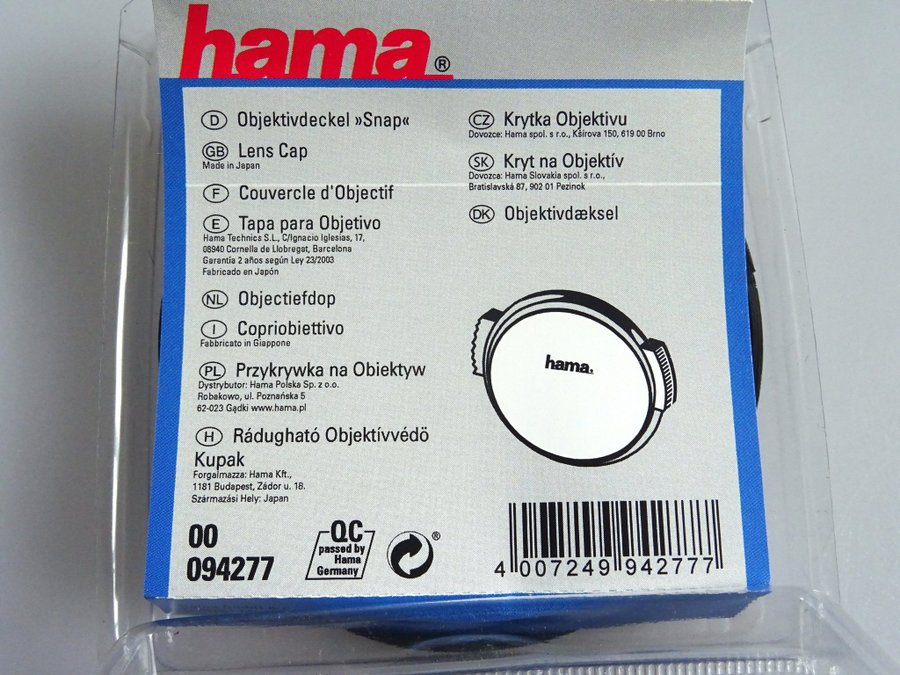 hama®
D Objektivdeckel »Snap«
GB Lens Cap
Made in Japan
F Couvercle d'Objectif
E Tapa para Objetivo
Hama Technics S.L., C/Ignacio Iglesias, 17,
08940 Cornella de Llobregat, Barcelona
Garantía 2 años según Ley 23/2003
Fabricado en Japón
NL Objectiefdop
I Copriobiettivo
Fabbricato in Giappone
PL Przykrywka na Obiektyw
Dystrybutor: Hama Polska Sp. z o.o.
Robakowo, ul. Poznańska 5
62-023 Gądki www.hama.pl
H Rádugható Objektívvédö
Kupak
Forgalmazza: Hama Kft.,
1181 Budapest, Zádor u. 18.
Származási Hely: Japan
CZ Krytka Objektivu
Dovozce: Hama spol. s r.o., Kšírova 150, 619 00 Brno
SK Kryt na Objektív
Dovozca: Hama Slovakia spol. s r.o.,
Bratislavská 87, 902 01 Pezinok
DK Objektivdæksel
hama®
00
094277
QC
passed by
Hama
Germany
®
4 007249 942777